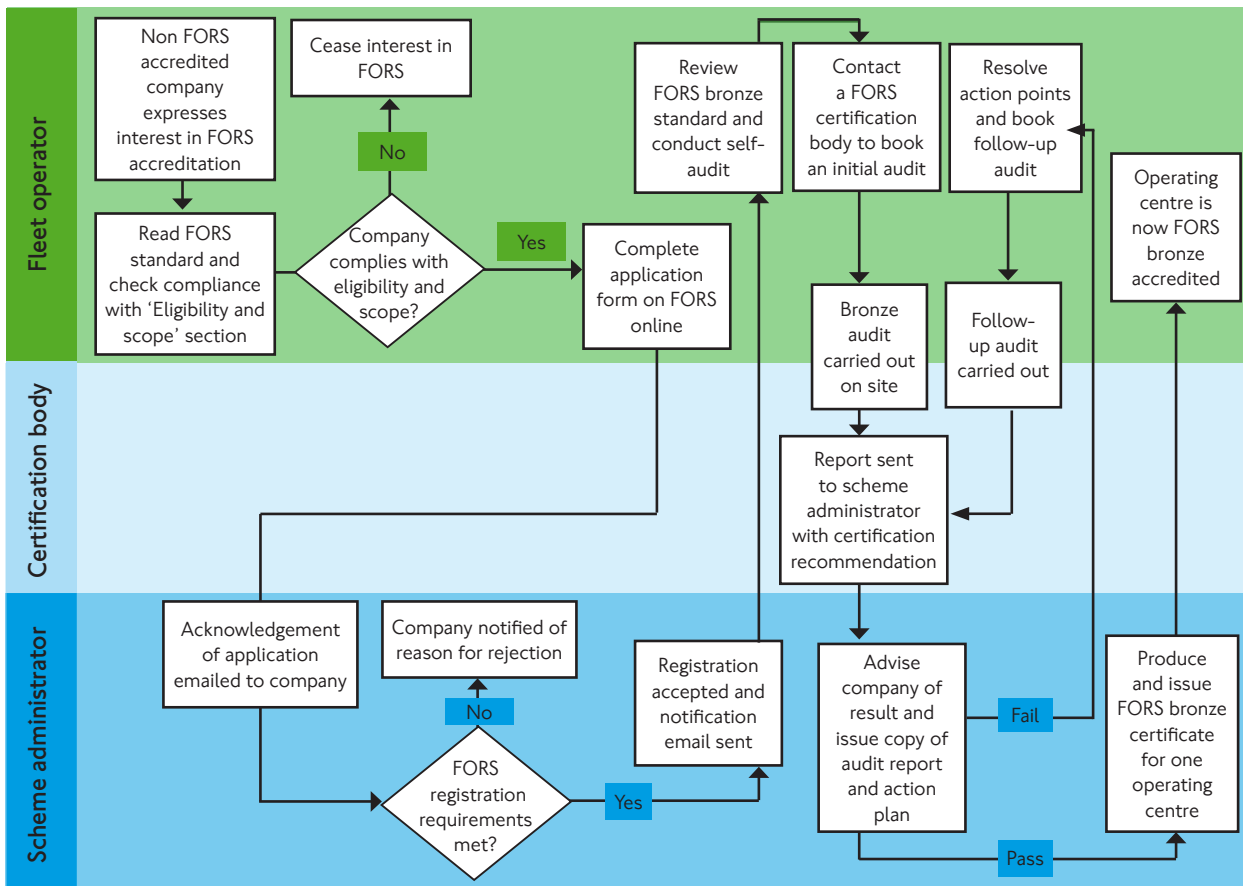 Fleet operator
Non FORS
accredited
company
expresses
interest in FORS
accreditation
Cease interest in
FORS
No
Read FORS
standard and
check compliance
with ‘Eligibility and
scope’ section
Company
complies with
eligibility and
scope?
Yes
Complete
application
form on FORS
online
Review
FORS bronze
standard and
conduct self-
audit
Contact
a FORS
certification
body to book
an initial audit
Resolve
action points
and book
follow-up
audit
Operating
centre is
now FORS
bronze
accredited
Bronze
audit
carried out
on site
Follow-
up audit
carried out
Certification body
Report sent
to scheme
administrator
with certification
recommendation
Scheme administrator
Acknowledgement
of application
emailed to company
Company notified of
reason for rejection
No
FORS
registration
requirements
met?
Yes
Registration
accepted and
notification
email sent
Advise
company of
result and
issue copy of
audit report
and action
plan
Fail
Pass
Produce
and issue
FORS bronze
certificate
for one
operating
centre